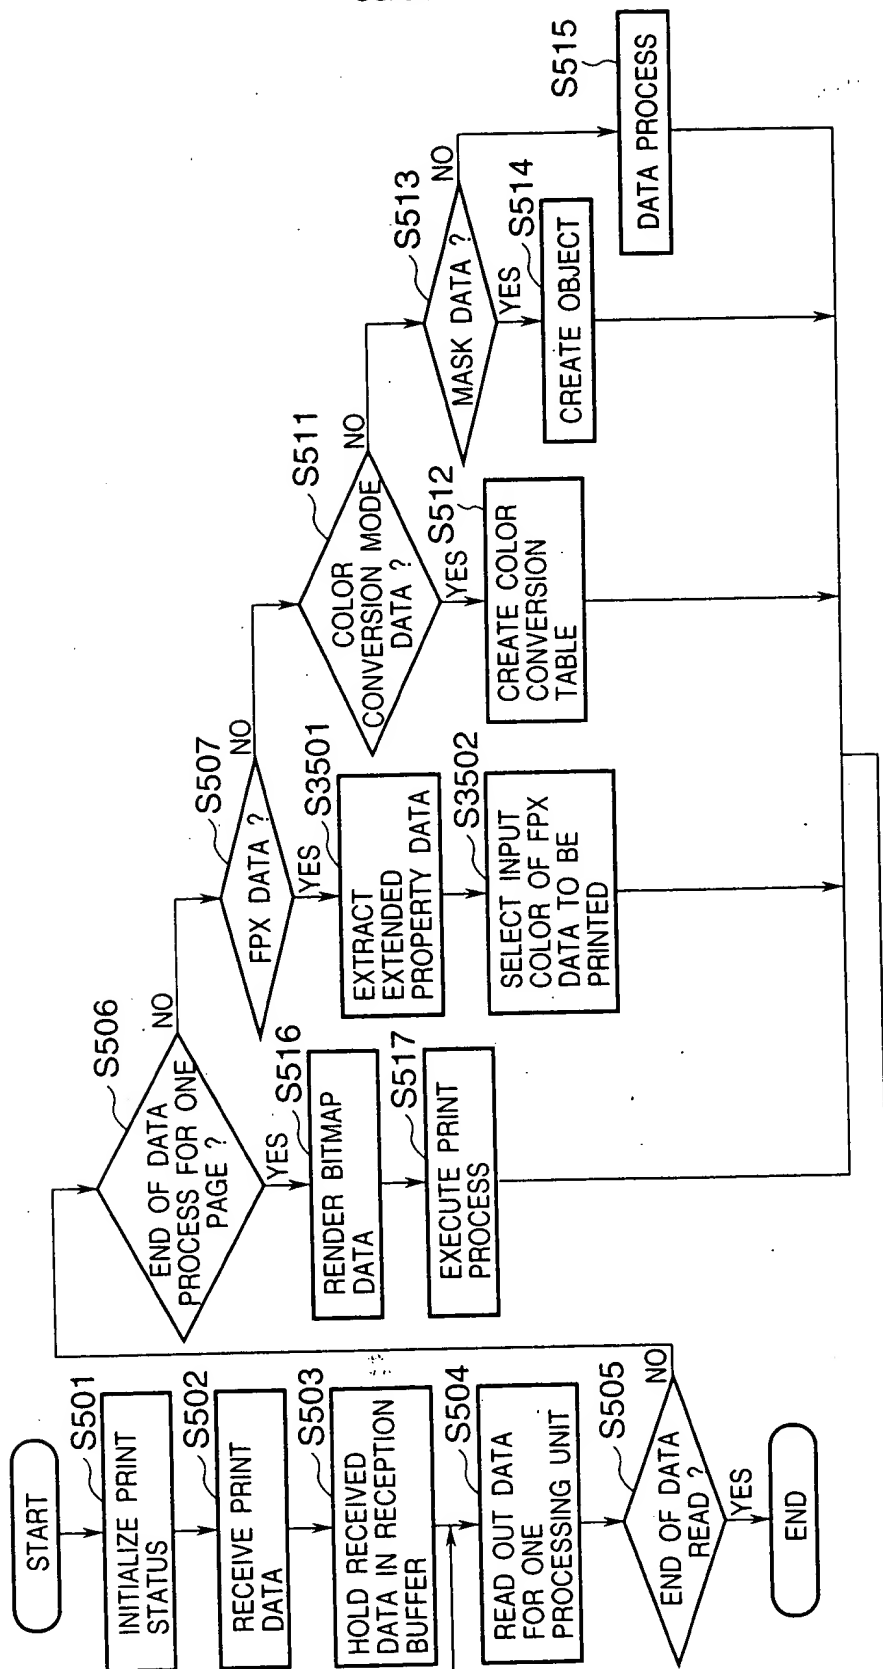 START
S501
INITIALIZE PRINT
STATUS
S502
RECEIVE PRINT
DATA
S503
HOLD RECEIVED
DATA IN RECEPTION
BUFFER
S504
READ OUT DATA
FOR ONE
PROCESSING UNIT
S505
END OF DATA
READ ?
NO
YES
END
S506
END OF DATA
PROCESS FOR ONE
PAGE ?
NO
YES
S516
RENDER BITMAP
DATA
S517
EXECUTE PRINT
PROCESS
S507
FPX DATA ?
NO
YES
S3501
EXTRACT
EXTENDED
PROPERTY DATA
S3502
SELECT INPUT
COLOR OF FPX
DATA TO BE
PRINTED
S511
COLOR
CONVERSION MODE
DATA ?
NO
YES
S512
CREATE COLOR
CONVERSION
TABLE
S513
MASK DATA ?
NO
YES
S514
CREATE OBJECT
S515
DATA PROCESS